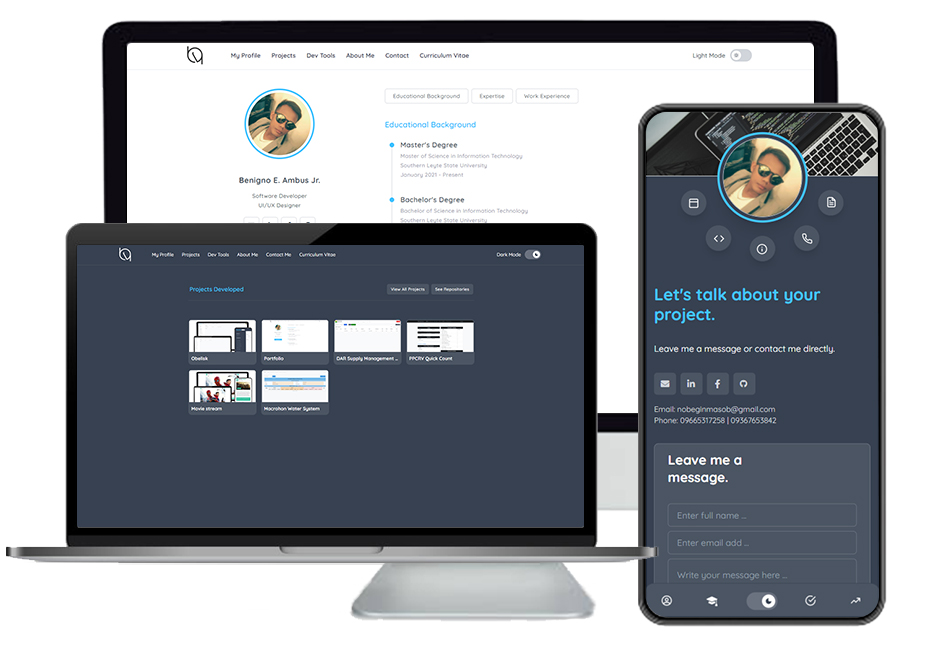 My Profile Projects Dev Tools About Me Contact Curriculum Vitae Light Mode
Educational Background Expertise Work Experience
Educational Background
Master's Degree
Master of Science in Information Technology
Southern Leyte State University
January 2021 - Present
Bachelor's Degree
Bachelor of Science in Information Technology
Southern Leyte State University
Benigno E. Ambus Jr.
Software Developer
UI/UX Designer
My Profile Projects Dev Tools About Me Contact Me Curriculum Vitae Dark Mode
Projects Developed View All Projects See Repositories
Obelisk Portfolio DAR Supply Management ... PPCRV Quick Count
Movie stream Macrohon Water System
Let's talk about your
project.
Leave me a message or contact me directly.
Email: nobeginmasob@gmail.com
Phone: 09665317258 | 09367653842
Leave me a
message.
Enter full name ...
Enter email add ...
Write your message here ...